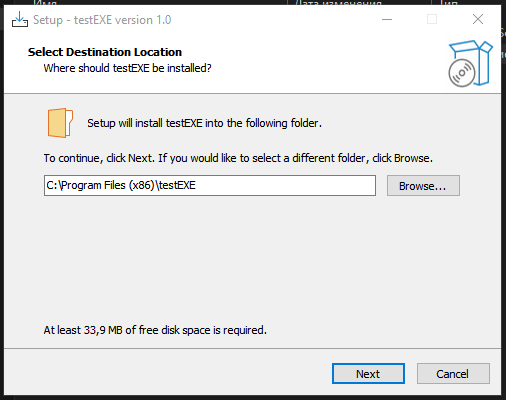 Имя
Дата изменения
Тип
Setup - testEXE version 1.0
Select Destination Location
Where should testEXE be installed?
Setup will install testEXE into the following folder.
To continue, click Next. If you would like to select a different folder, click Browse.
C:\Program Files (x86)\testEXE
Browse...
At least 33,9 MB of free disk space is required.
Next
Cancel